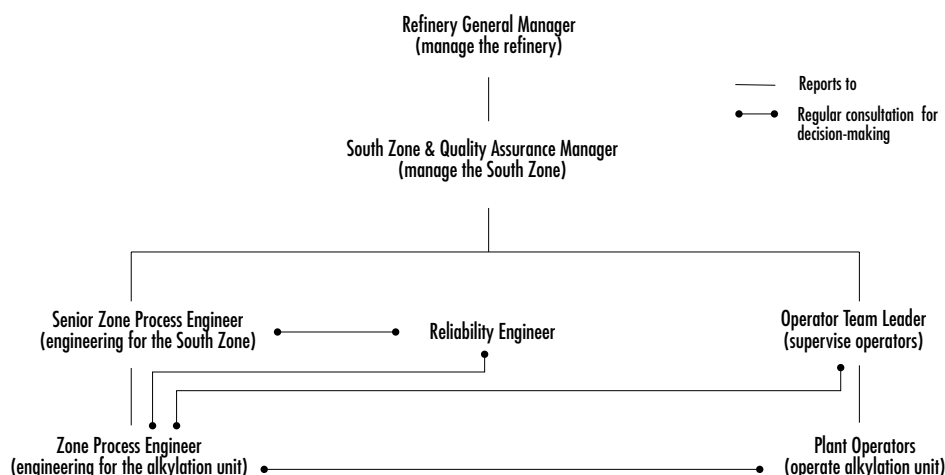 Refinery General Manager
(manage the refinery)
Reports to
Regular consultation for
decision-making
South Zone & Quality Assurance Manager
(manage the South Zone)
Senior Zone Process Engineer
(engineering for the South Zone)
Reliability Engineer
Operator Team Leader
(supervise operators)
Zone Process Engineer
(engineering for the alkylation unit)
Plant Operators
(operate alkylation unit)